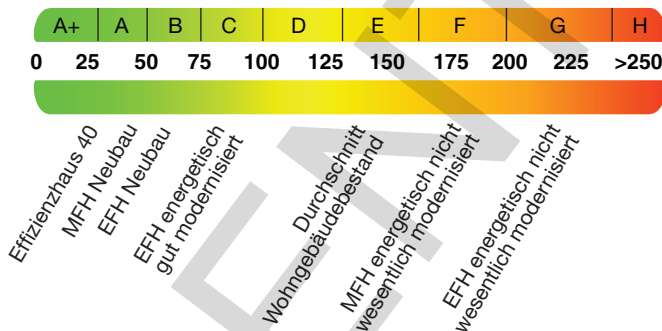 A+ A B C D E F G H
0 25 50 75 100 125 150 175 200 225 >250
Effizienzhaus 40
MFH Neubau
EFH Neubau
EFH energetisch
gut modernisiert
Durchschnitt
Wohngebäudebestand
MFH energetisch nicht
wesentlich modernisiert
EFH energetisch nicht
wesentlich modernisiert